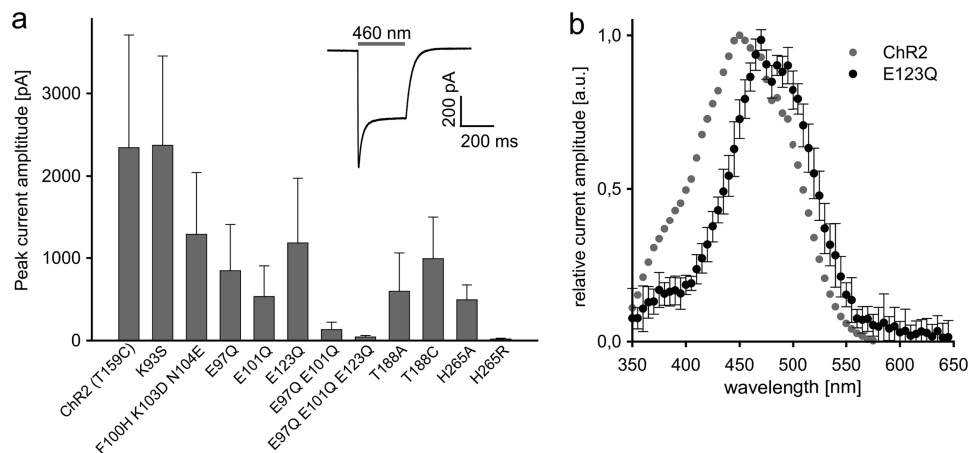 a
b
Peak current ampltitude [pA]
3000
2000
1000
0
460 nm
200 pA
200 ms
ChR2 (T159C)
K93S
F100H K103D N104E
E97Q
E101Q
E123Q
E97Q E101Q
E97Q E101Q E123Q
T188A
T188C
H265A
H265R
relative current amplitude [a.u.]
1,0
0,5
0,0
ChR2
E123Q
350
400
450
500
550
600
650
wavelength [nm]